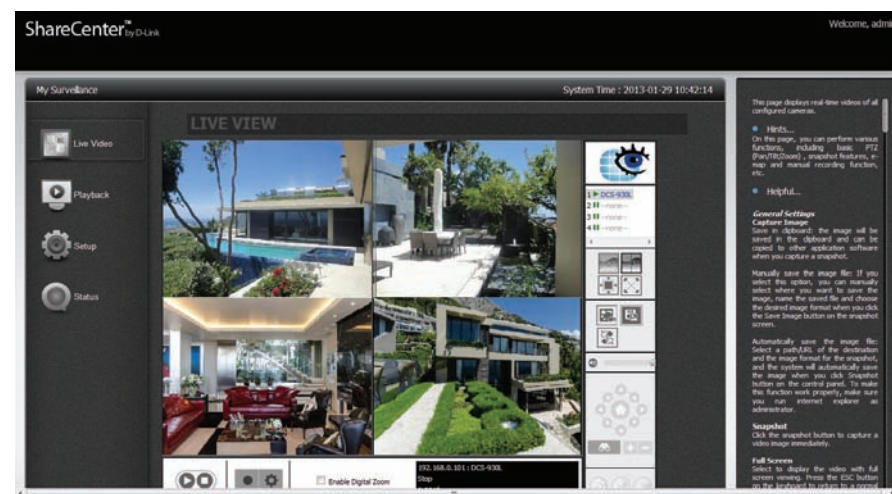 ShareCenter™ by D-Link
Welcome, admi
My Survellance
System Time : 2013-01-29 10:42:14
LIVE VIEW
Live Video
Playback
Setup
Status
1 DCS-930L
2 --none--
3 --none--
4 --none--
Enable Digital Zoom
192.168.0.101 : DCS-930L
Stop
This page displays real-time videos of all
configured cameras.
Hints...
On this page, you can perform various
functions, including basic PTZ
(Pan/Tilt/Zoom) , snapshot features, e-
map and manual recording function,
etc.
Helpful...
General Settings
Capture Image
Save in clipboard: the image will be
saved in the clipboard and can be
copied to other application software
when you capture a snapshot.
Manually save the image file: If you
select this option, you can manually
select where you want to save the
image, name the saved file and choose
the desired image format when you click
the Save Image button on the snapshot
screen.
Automatically save the image file:
Select a path/URL of the destination
and the image format for the snapshot,
and the system will automatically save
the image when you click Snapshot
button on the control panel. To make
this function work properly, make sure
you run internet explorer as
administrator.
Snapshot
Click the snapshot button to capture a
video image immediately.
Full Screen
Select to display the video with full
screen viewing. Press the ESC button
on the keyboard to return to a normal